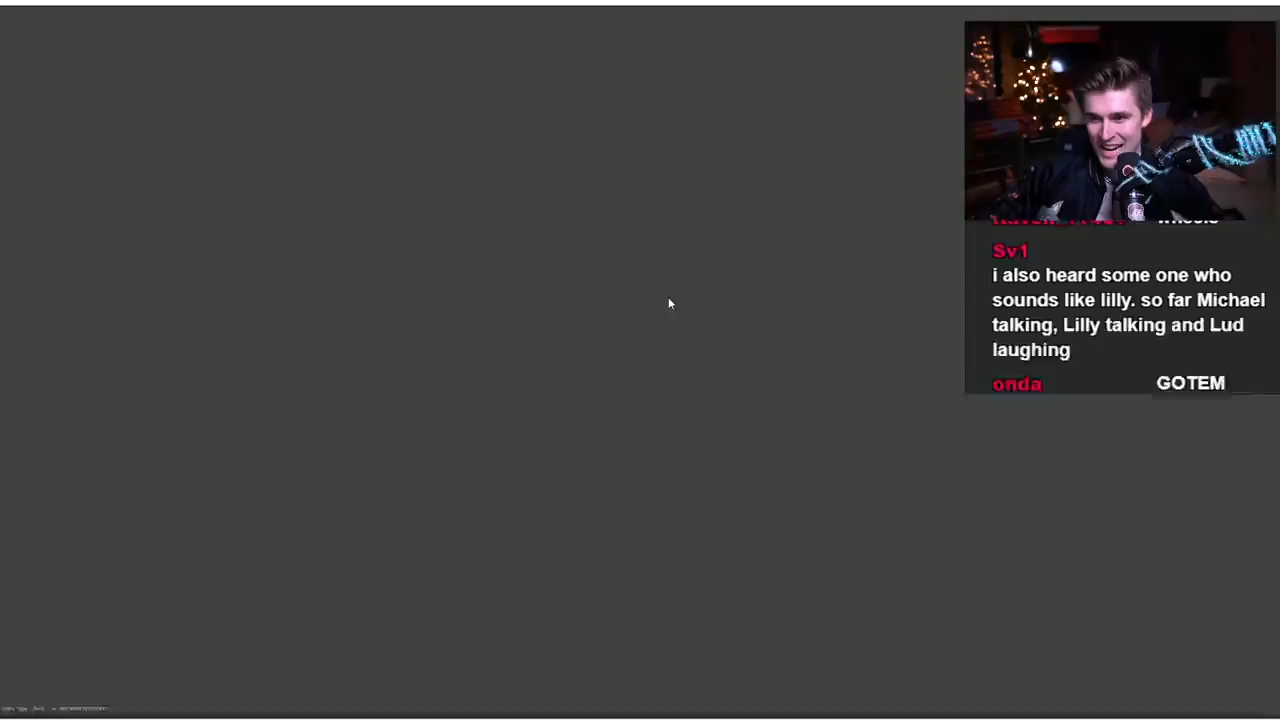 Sv1
i also heard some one who
sounds like lilly. so far Michael
talking, Lilly talking and Lud
laughing
onda GOTEM